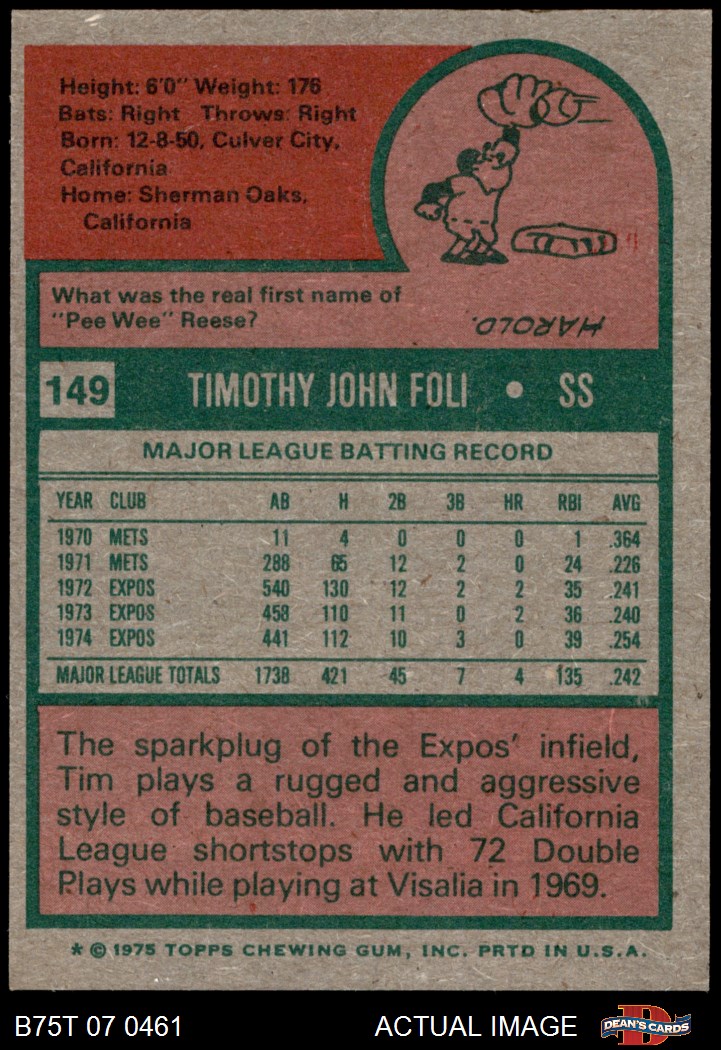 Height: 6'0" Weight: 176
Bats: Right Throws: Right
Born: 12-8-50, Culver City,
California
Home: Sherman Oaks,
California
What was the real first name of
"Pee Wee" Reese?
HAROLD.
149 TIMOTHY JOHN FOLI • SS
MAJOR LEAGUE BATTING RECORD
YEAR CLUB AB H 2B 3B HR RBI AVG
1970 METS 11 4 0 0 0 1 .364
1971 METS 288 65 12 2 0 24 .226
1972 EXPOS 540 130 12 2 2 35 .241
1973 EXPOS 458 110 11 0 2 36 .240
1974 EXPOS 441 112 10 3 0 39 .254
MAJOR LEAGUE TOTALS 1738 421 45 7 4 135 .242
The sparkplug of the Expos' infield,
Tim plays a rugged and aggressive
style of baseball. He led California
League shortstops with 72 Double
Plays while playing at Visalia in 1969.
* © 1975 TOPPS CHEWING GUM, INC. PRTD IN U.S.A.
B75T 07 0461 ACTUAL IMAGE D DEAN'S CARDS